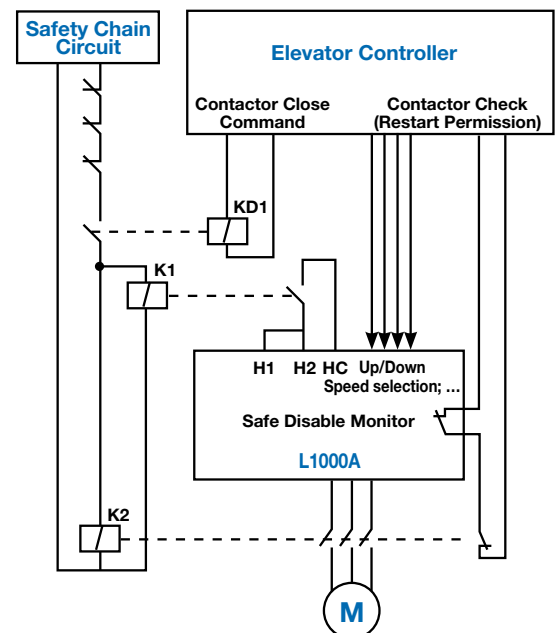 Safety Chain
Circuit
Elevator Controller
Contactor Close
Command
Contactor Check
(Restart Permission)
KD1
K1
H1 H2 HC Up/Down
Speed selection; ...
Safe Disable Monitor
L1000A
K2
M